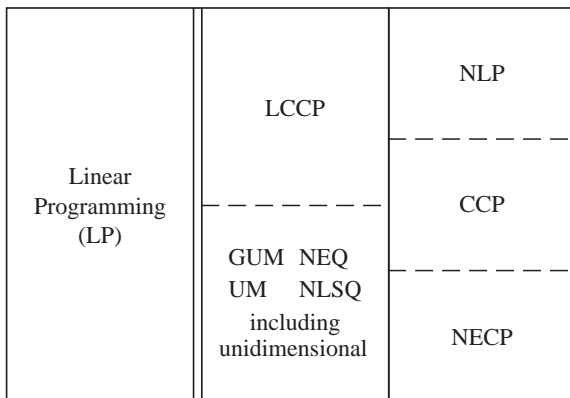 Linear
Programming
(LP)
LCCP
GUM NEQ
UM NLSQ
including
unidimensional
NLP
CCP
NECP